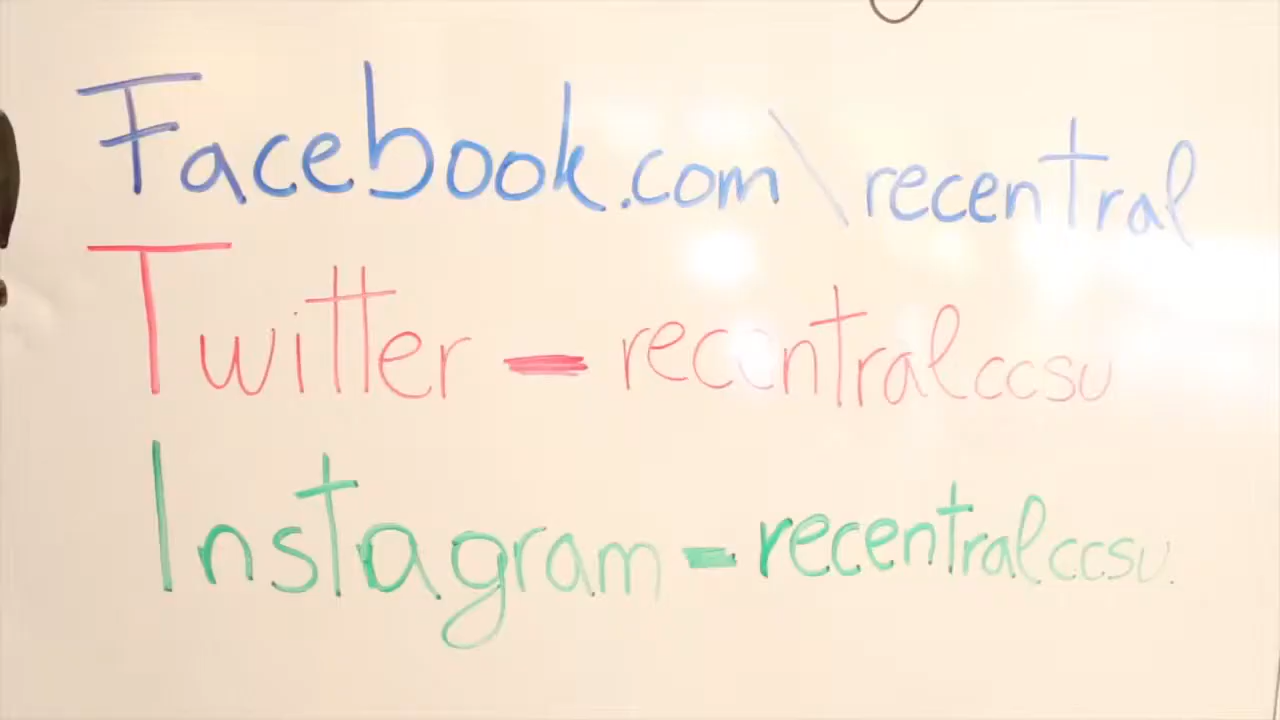 Facebook.com\recentral
Twitter - recentralccsu
Instagram - recentralccsu